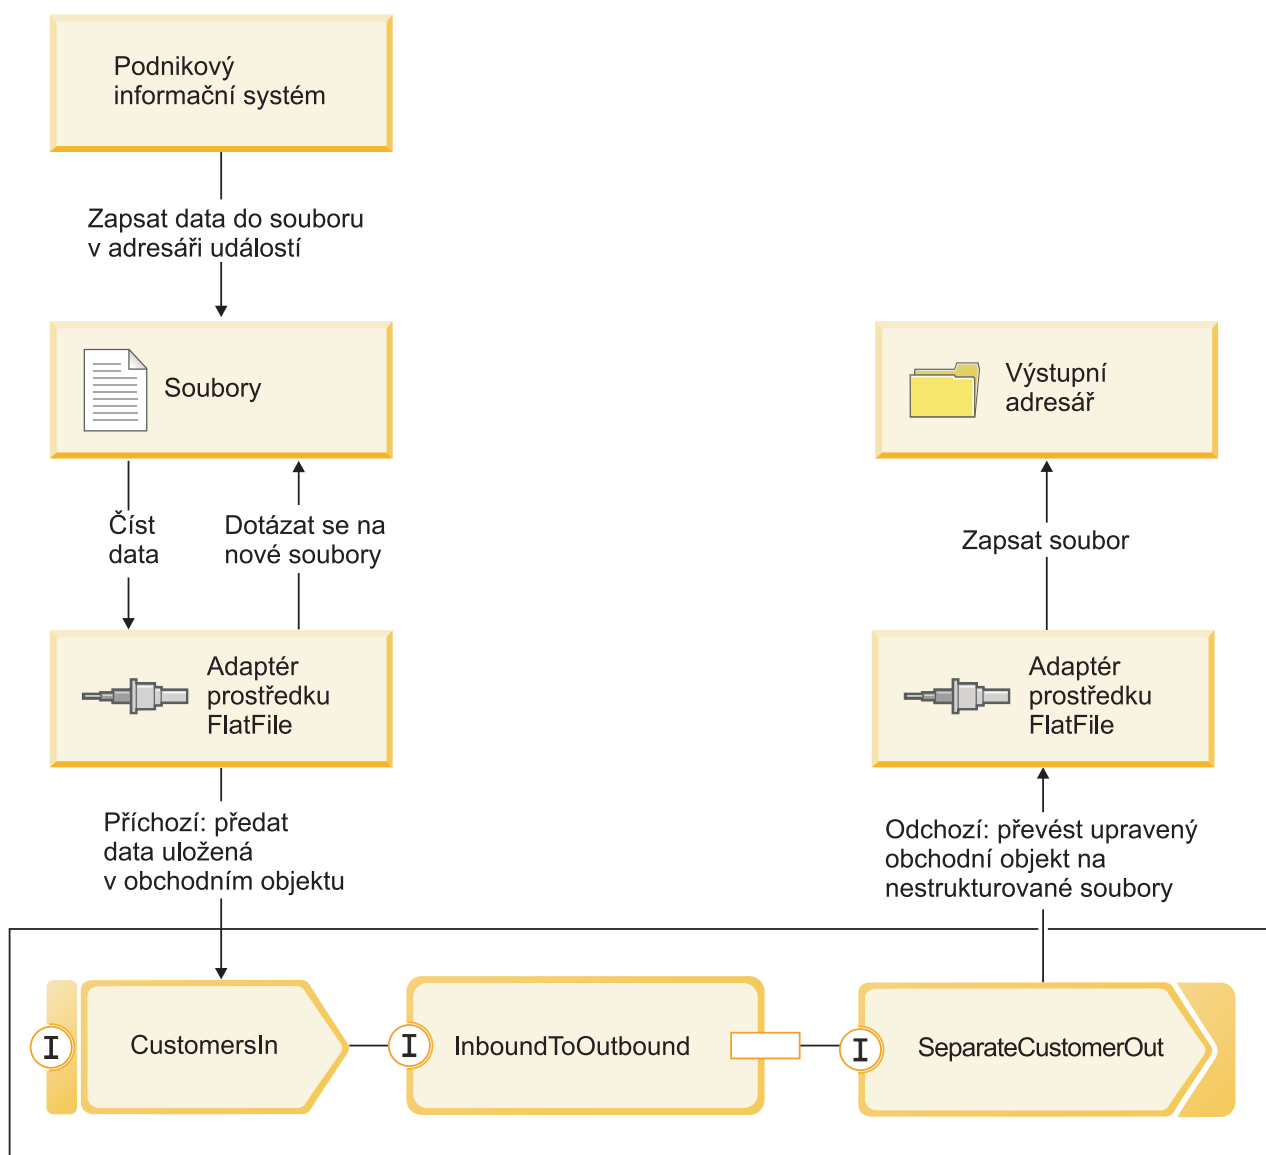 Podnikový
informační systém
Zapsat data do souboru
v adresáři událostí
Soubory
Výstupní
adresář
Číst
data
Dotázat se na
nové soubory
Zapsat soubor
Adaptér
prostředku
FlatFile
Adaptér
prostředku
FlatFile
Příchozí: předat
data uložená
v obchodním objektu
Odchozí: převést upravený
obchodní objekt na
nestrukturované soubory
I
CustomersIn
I
InboundToOutbound
I
SeparateCustomerOut